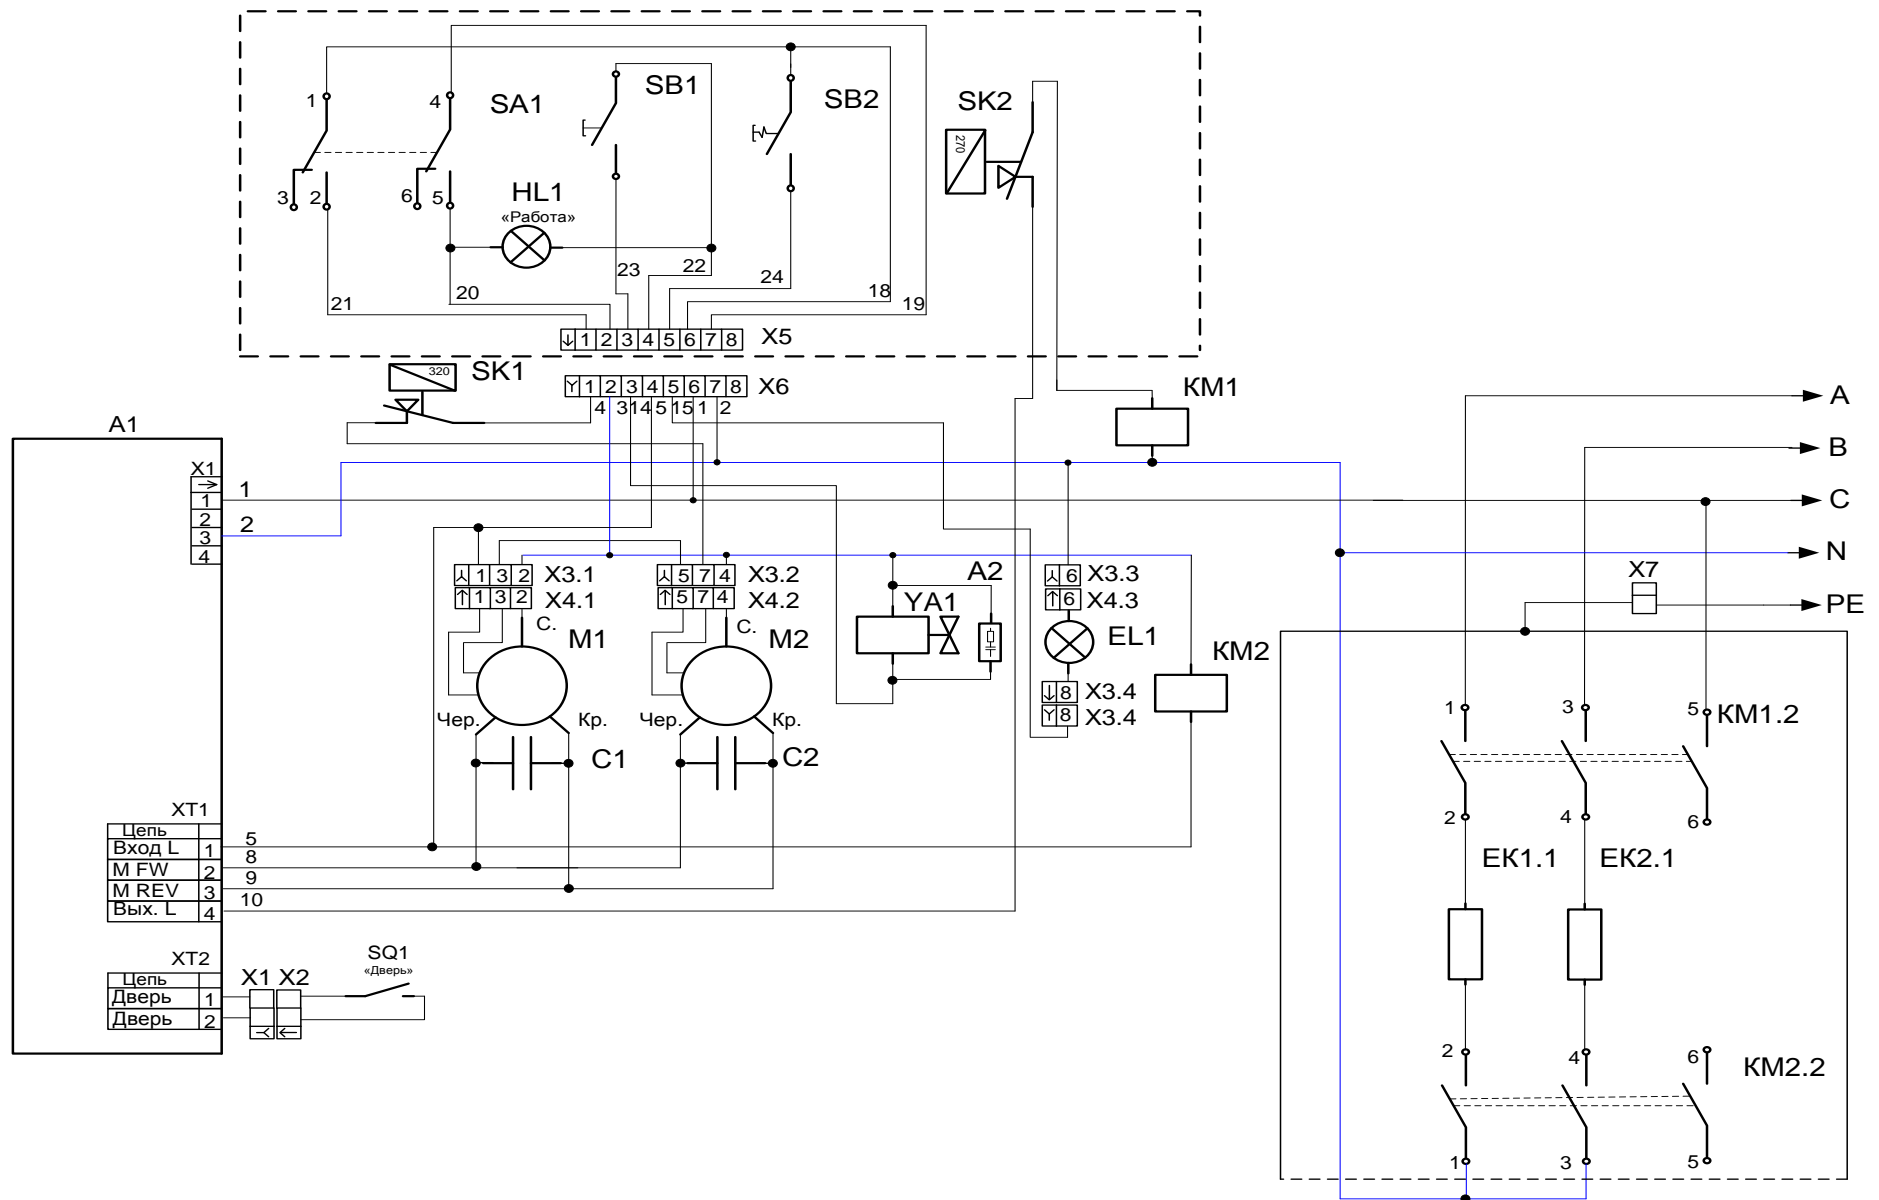 SB1
SB2
SK2
1
4
SA1
270
3
2
6
5
HL1
«Работа»
23
22
24
18
19
21
20
1 2 3 4 5 6 7 8
X5
320
SK1
1 2 3 4 5 6 7 8
X6
4 3 14 5 15 1 2
KM1
A
B
C
N
PE
X7
A1
X1
1
2
3
4
1
2
1 3 2
X3.1
1 3 2
X4.1
5 7 4
X3.2
5 7 4
X4.2
A2
6
X3.3
6
X4.3
YA1
С.
M1
С.
M2
EL1
KM2
8
X3.4
8
X3.4
Чер.
Кр.
Чер.
Кр.
C1
C2
1
3
5
KM1.2
2
4
6
EK1.1
EK2.1
XT1
Цепь
Вход L 1
M FW 2
M REV 3
Вых. L 4
5
8
9
10
XT2
Цепь
Дверь 1
Дверь 2
X1 X2
SQ1
«Дверь»
2
4
6
KM2.2
1
3
5